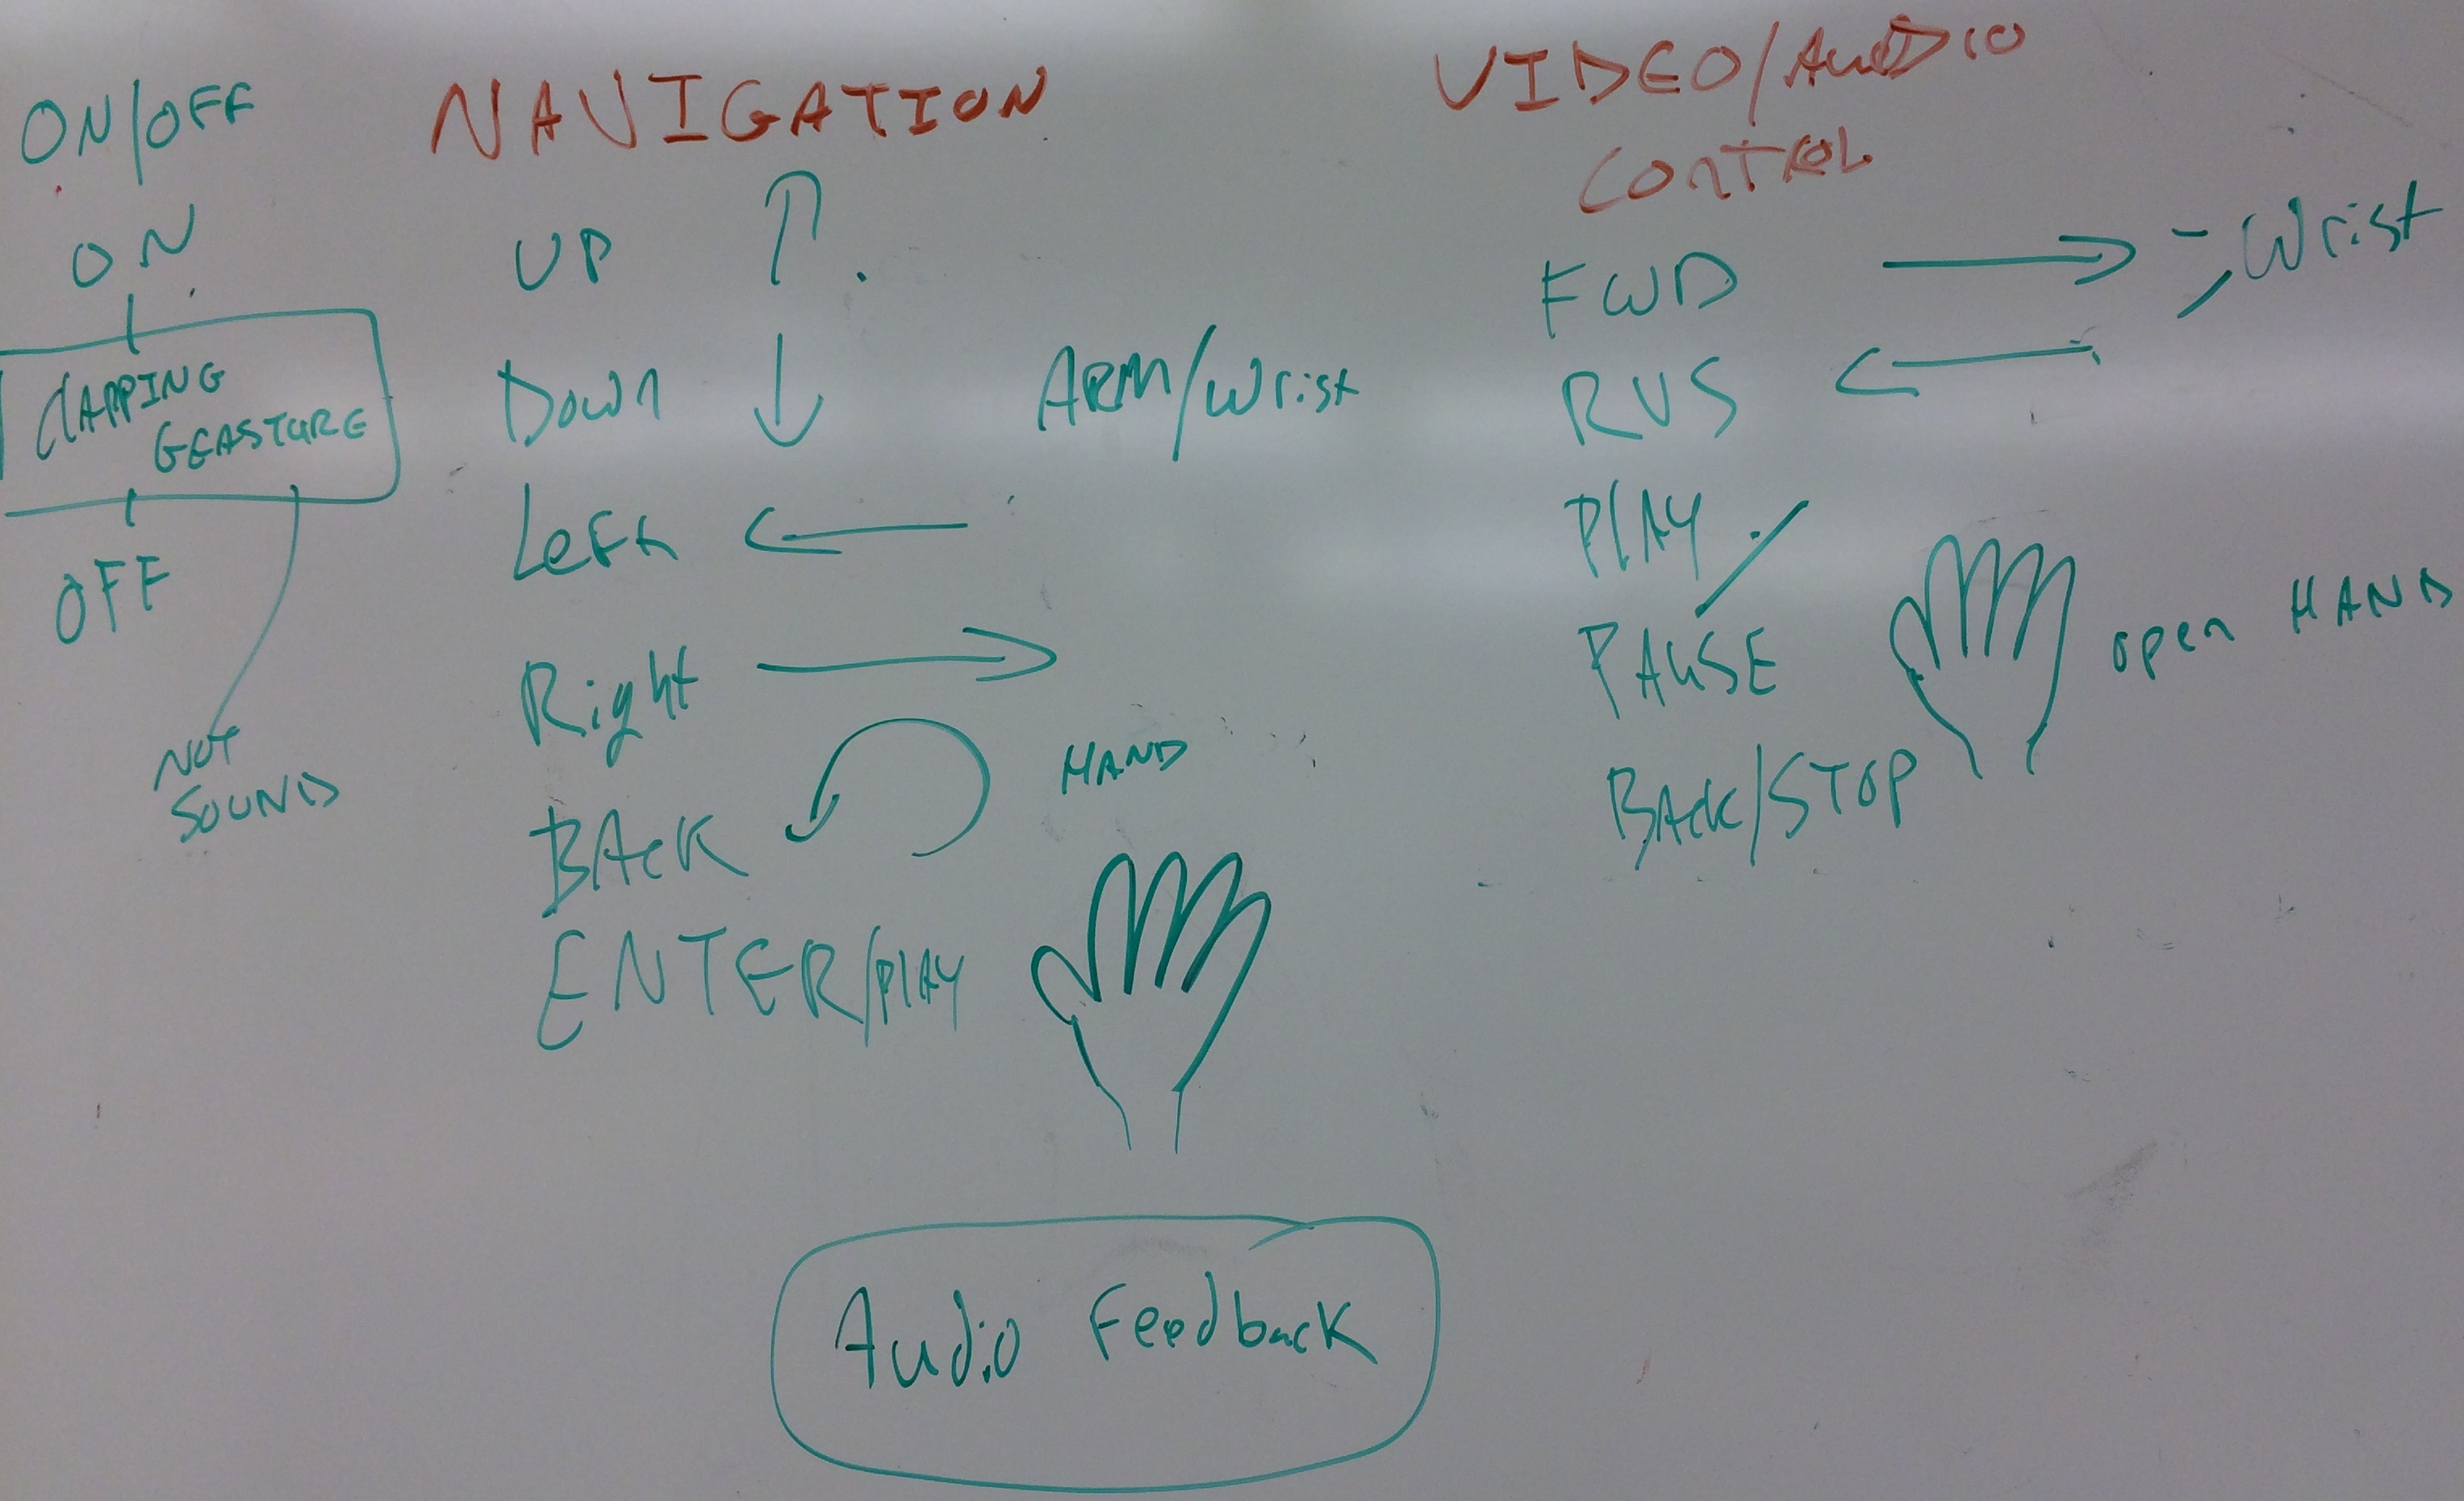 ON/OFF
ON
CLAPPING
GEASTURE
OFF
NOT
SOUND
NAVIGATION
UP
DOWN
ARM/Wrist
Left
Right
BACK
HAND
ENTER/PLAY
VIDEO/AUDIO
CONTROL
FWD
Wrist
RVS
PLAY /
PAUSE
open HAND
BACK/STOP
Audio Feedback